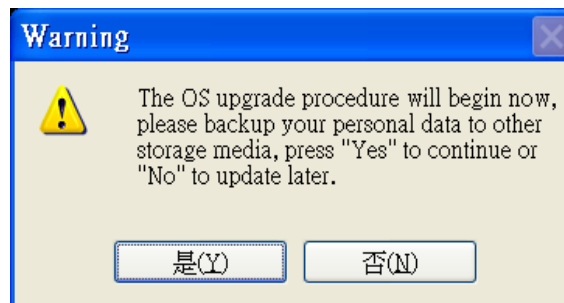 Warning
The OS upgrade procedure will begin now,
please backup your personal data to other
storage media, press "Yes" to continue or
"No" to update later.
是(Y)
否(N)